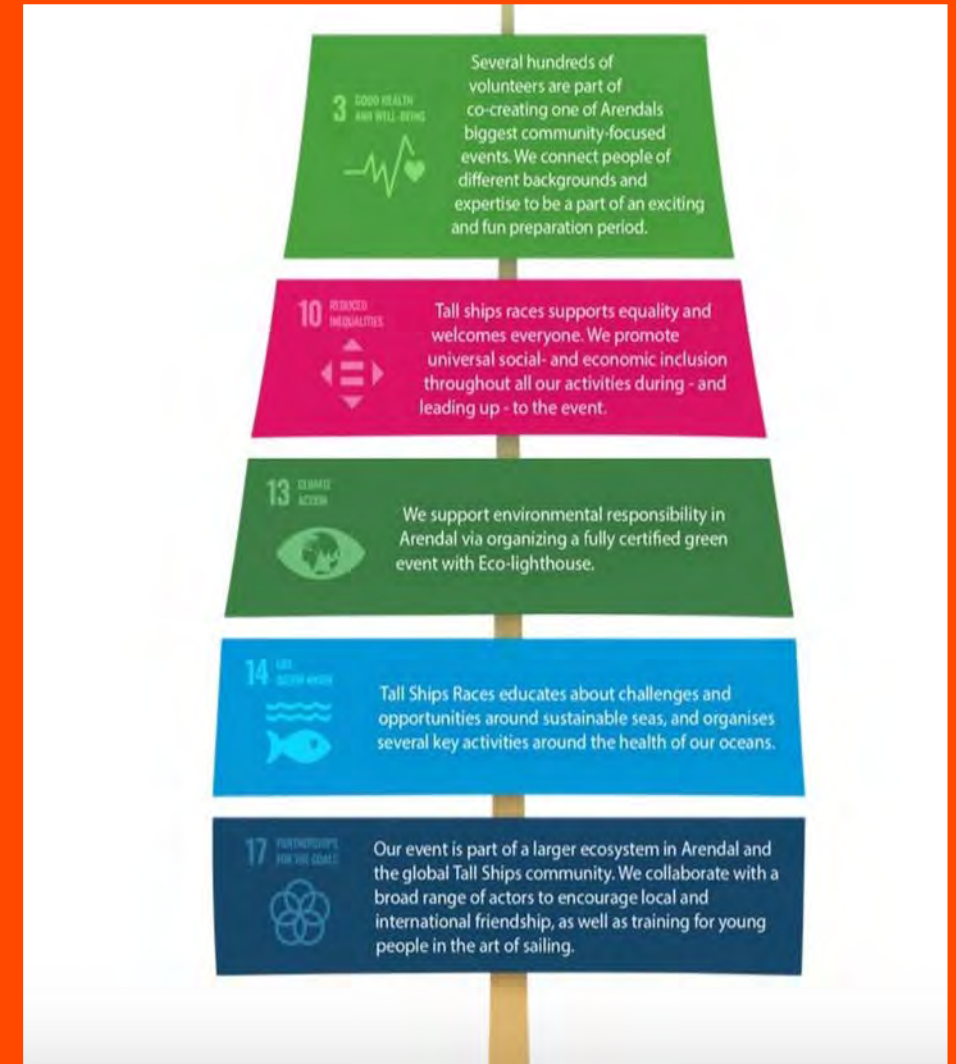 3 GOOD HEALTH
AND WELL-BEING
Several hundreds of
volunteers are part of
co-creating one of Arendals
biggest community-focused
events. We connect people of
different backgrounds and
expertise to be a part of an exciting
and fun preparation period.
10 REDUCED
INEQUALITIES
Tall ships races supports equality and
welcomes everyone. We promote
universal social- and economic inclusion
throughout all our activities during - and
leading up - to the event.
13 CLIMATE
ACTION
We support environmental responsibility in
Arendal via organizing a fully certified green
event with Eco-lighthouse.
14 LIFE
BELOW WATER
Tall Ships Races educates about challenges and
opportunities around sustainable seas, and organises
several key activities around the health of our oceans.
17 PARTNERSHIPS
FOR THE GOALS
Our event is part of a larger ecosystem in Arendal and
the global Tall Ships community. We collaborate with a
broad range of actors to encourage local and
international friendship, as well as training for young
people in the art of sailing.